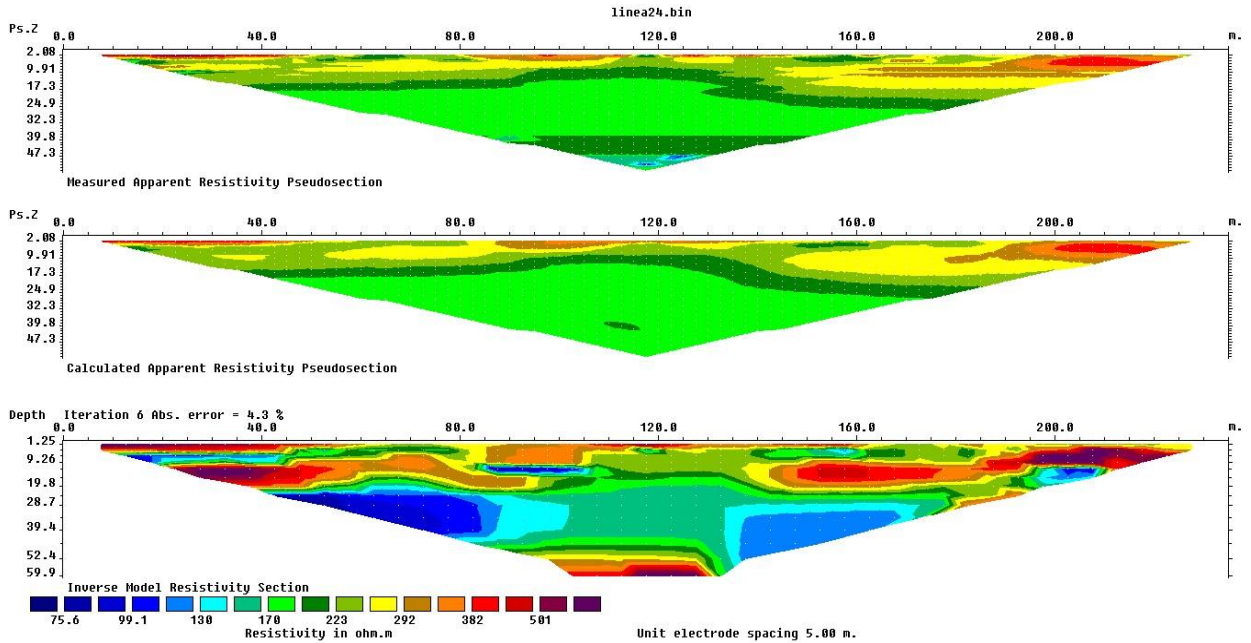 linea24.bin
Ps.Z 0.0 40.0 80.0 120.0 160.0 200.0 m.
2.08
9.91
17.3
24.9
32.3
39.8
47.3
Measured Apparent Resistivity Pseudosection
Ps.Z 0.0 40.0 80.0 120.0 160.0 200.0 m.
2.08
9.91
17.3
24.9
32.3
39.8
47.3
Calculated Apparent Resistivity Pseudosection
Depth Iteration 6 Abs. error = 4.3 %
0.0 40.0 80.0 120.0 160.0 200.0 m.
1.25
9.26
19.8
28.7
39.4
52.4
59.9
Inverse Model Resistivity Section
75.6 99.1 130 170 223 292 382 501
Resistivity in ohm.m Unit electrode spacing 5.00 m.